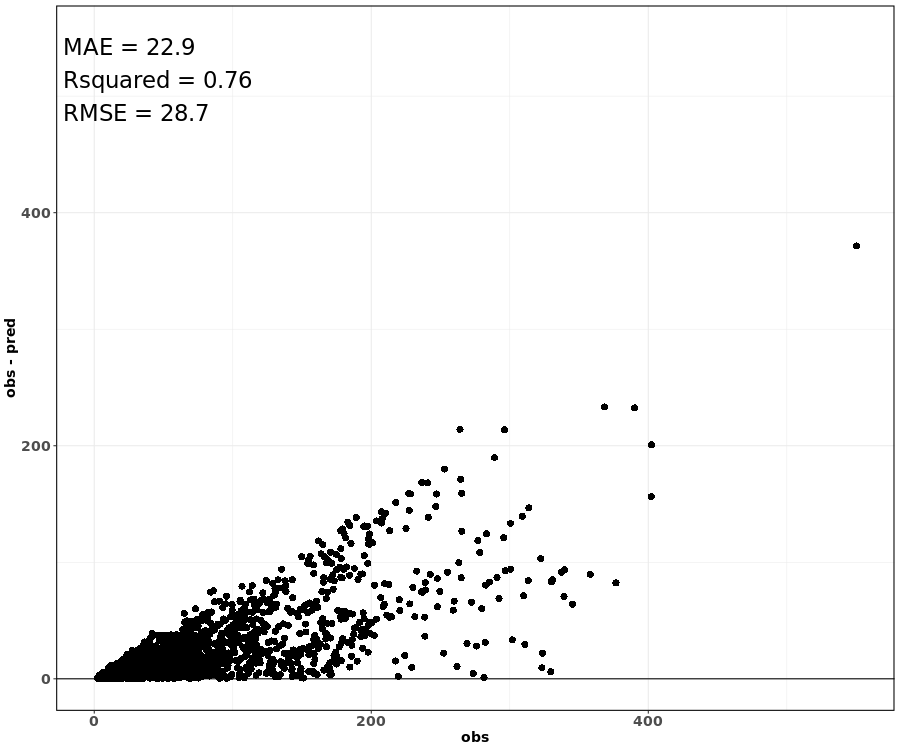 MAE = 22.9
Rsquared = 0.76
RMSE = 28.7
400
200
0
obs - pred
0
200
400
obs